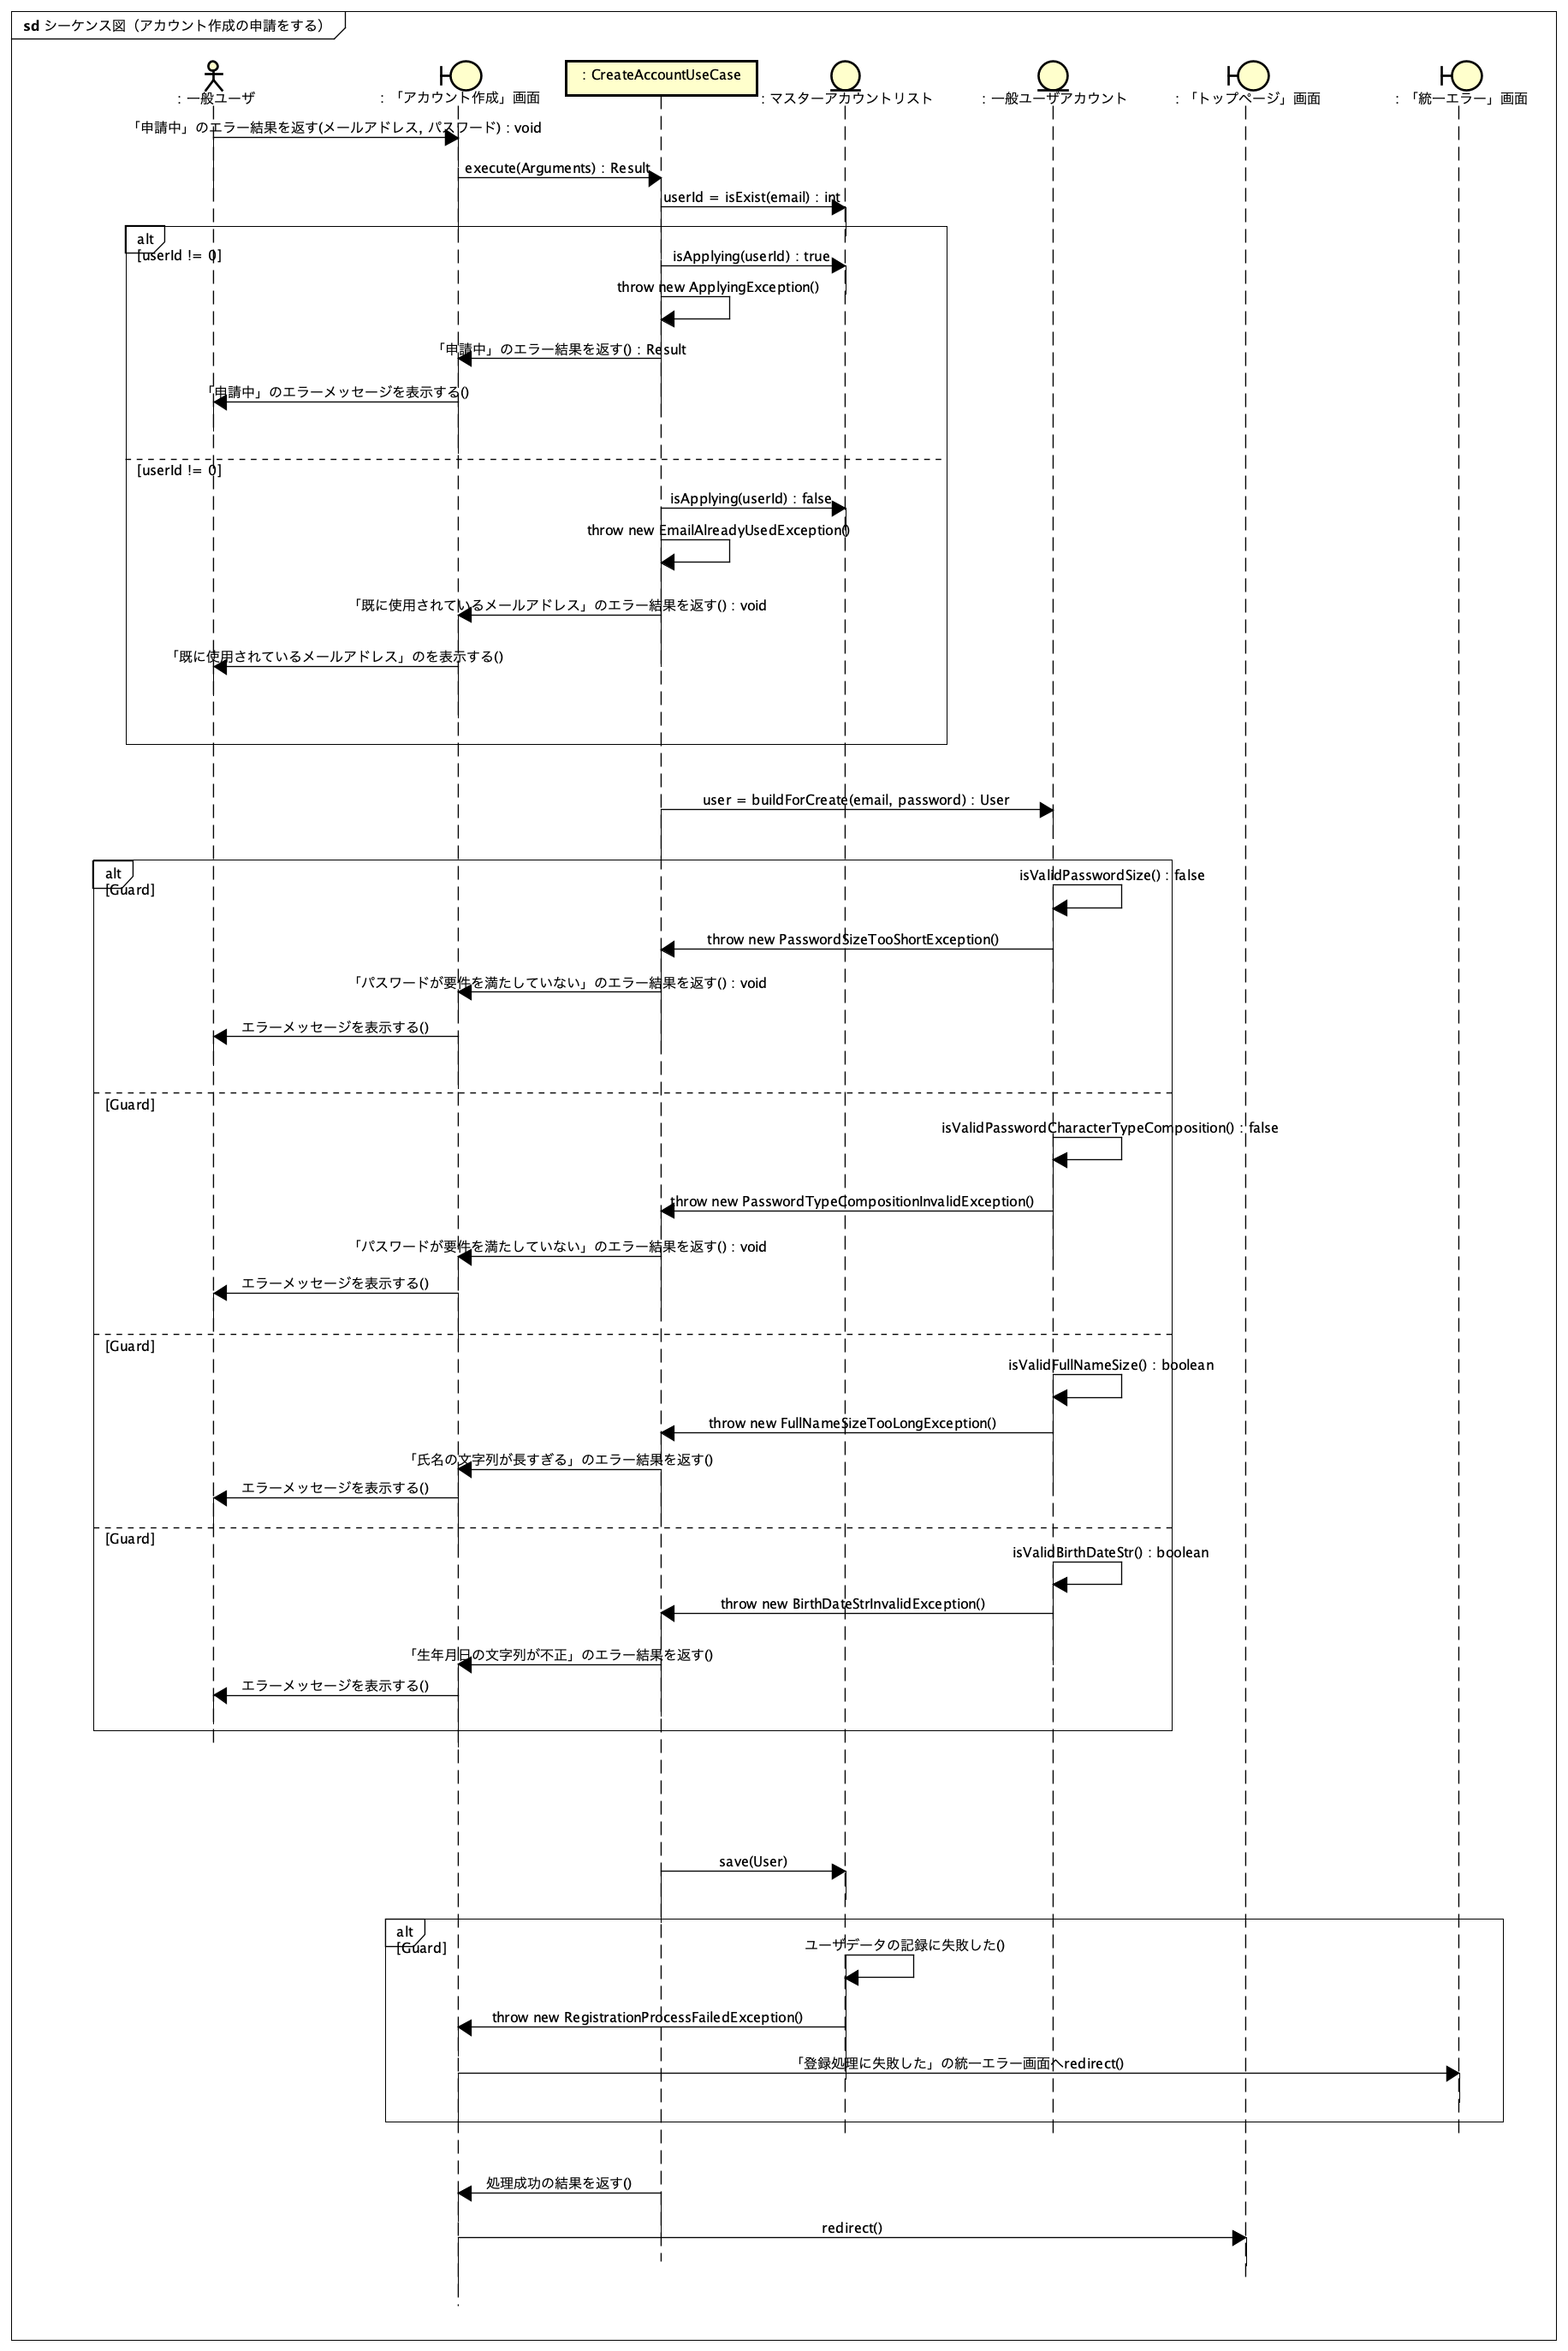 sd シーケンス図（アカウント作成の申請をする）
: 一般ユーザ
: 「アカウント作成」画面
: CreateAccountUseCase
: マスターアカウントリスト
: 一般ユーザアカウント
: 「トップページ」画面
: 「統一エラー」画面
「申請中」のエラー結果を返す(メールアドレス, パスワード) : void
execute(Arguments) : Result
userId = isExist(email) : int
alt
[userId != 0]
isApplying(userId) : true
throw new ApplyingException()
「申請中」のエラー結果を返す() : Result
「申請中」のエラーメッセージを表示する()
[userId != 0]
isApplying(userId) : false
throw new EmailAlreadyUsedException()
「既に使用されているメールアドレス」のエラー結果を返す() : void
「既に使用されているメールアドレス」のを表示する()
user = buildForCreate(email, password) : User
alt
[Guard]
isValidPasswordSize() : false
throw new PasswordSizeTooShortException()
「パスワードが要件を満たしていない」のエラー結果を返す() : void
エラーメッセージを表示する()
[Guard]
isValidPasswordCharacterTypeComposition() : false
throw new PasswordTypeCompositionInvalidException()
「パスワードが要件を満たしていない」のエラー結果を返す() : void
エラーメッセージを表示する()
[Guard]
isValidFullNameSize() : boolean
throw new FullNameSizeTooLongException()
「氏名の文字列が長すぎる」のエラー結果を返す()
エラーメッセージを表示する()
[Guard]
isValidBirthDateStr() : boolean
throw new BirthDateStrInvalidException()
「生年月日の文字列が不正」のエラー結果を返す()
エラーメッセージを表示する()
save(User)
alt
[Guard]
ユーザデータの記録に失敗した()
throw new RegistrationProcessFailedException()
「登録処理に失敗した」の統一エラー画面へredirect()
処理成功の結果を返す()
redirect()